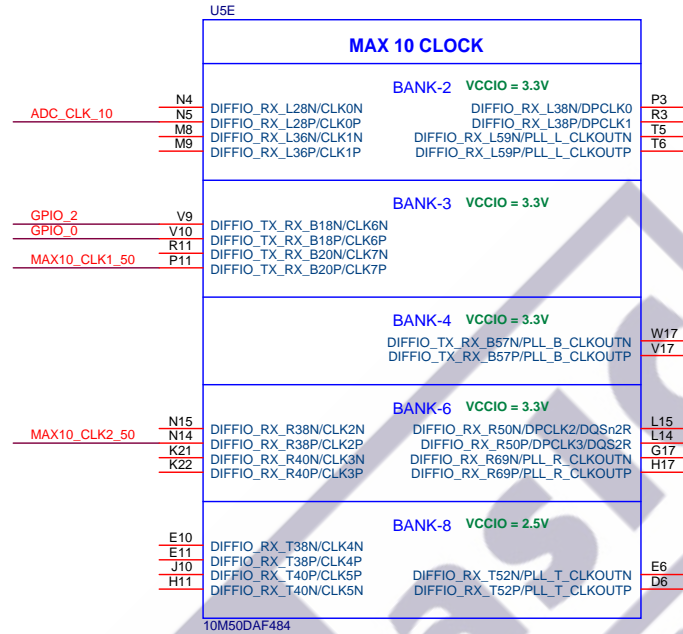 U5E
MAX 10 CLOCK
BANK-2 VCCIO = 3.3V
N4 DIFFIO_RX_L28N/CLK0N DIFFIO_RX_L38N/DPCLK0 P3
ADC_CLK_10 N5 DIFFIO_RX_L28P/CLK0P DIFFIO_RX_L38P/DPCLK1 R3
M8 DIFFIO_RX_L36N/CLK1N DIFFIO_RX_L59N/PLL_L_CLKOUTN T5
M9 DIFFIO_RX_L36P/CLK1P DIFFIO_RX_L59P/PLL_L_CLKOUTP T6
BANK-3 VCCIO = 3.3V
GPIO_2 V9 DIFFIO_TX_RX_B18N/CLK6N
GPIO_0 V10 DIFFIO_TX_RX_B18P/CLK6P
R11 DIFFIO_TX_RX_B20N/CLK7N
MAX10_CLK1_50 P11 DIFFIO_TX_RX_B20P/CLK7P
BANK-4 VCCIO = 3.3V
DIFFIO_TX_RX_B57N/PLL_B_CLKOUTN W17
DIFFIO_TX_RX_B57P/PLL_B_CLKOUTP V17
BANK-6 VCCIO = 3.3V
N15 DIFFIO_RX_R38N/CLK2N DIFFIO_RX_R50N/DPCLK2/DQSn2R L15
MAX10_CLK2_50 N14 DIFFIO_RX_R38P/CLK2P DIFFIO_RX_R50P/DPCLK3/DQS2R L14
K21 DIFFIO_RX_R40N/CLK3N DIFFIO_RX_R69N/PLL_R_CLKOUTN G17
K22 DIFFIO_RX_R40P/CLK3P DIFFIO_RX_R69P/PLL_R_CLKOUTP H17
BANK-8 VCCIO = 2.5V
E10 DIFFIO_RX_T38N/CLK4N
E11 DIFFIO_RX_T38P/CLK4P
J10 DIFFIO_RX_T40P/CLK5P DIFFIO_RX_T52N/PLL_T_CLKOUTN E6
H11 DIFFIO_RX_T40N/CLK5N DIFFIO_RX_T52P/PLL_T_CLKOUTP D6
10M50DAF484
asic